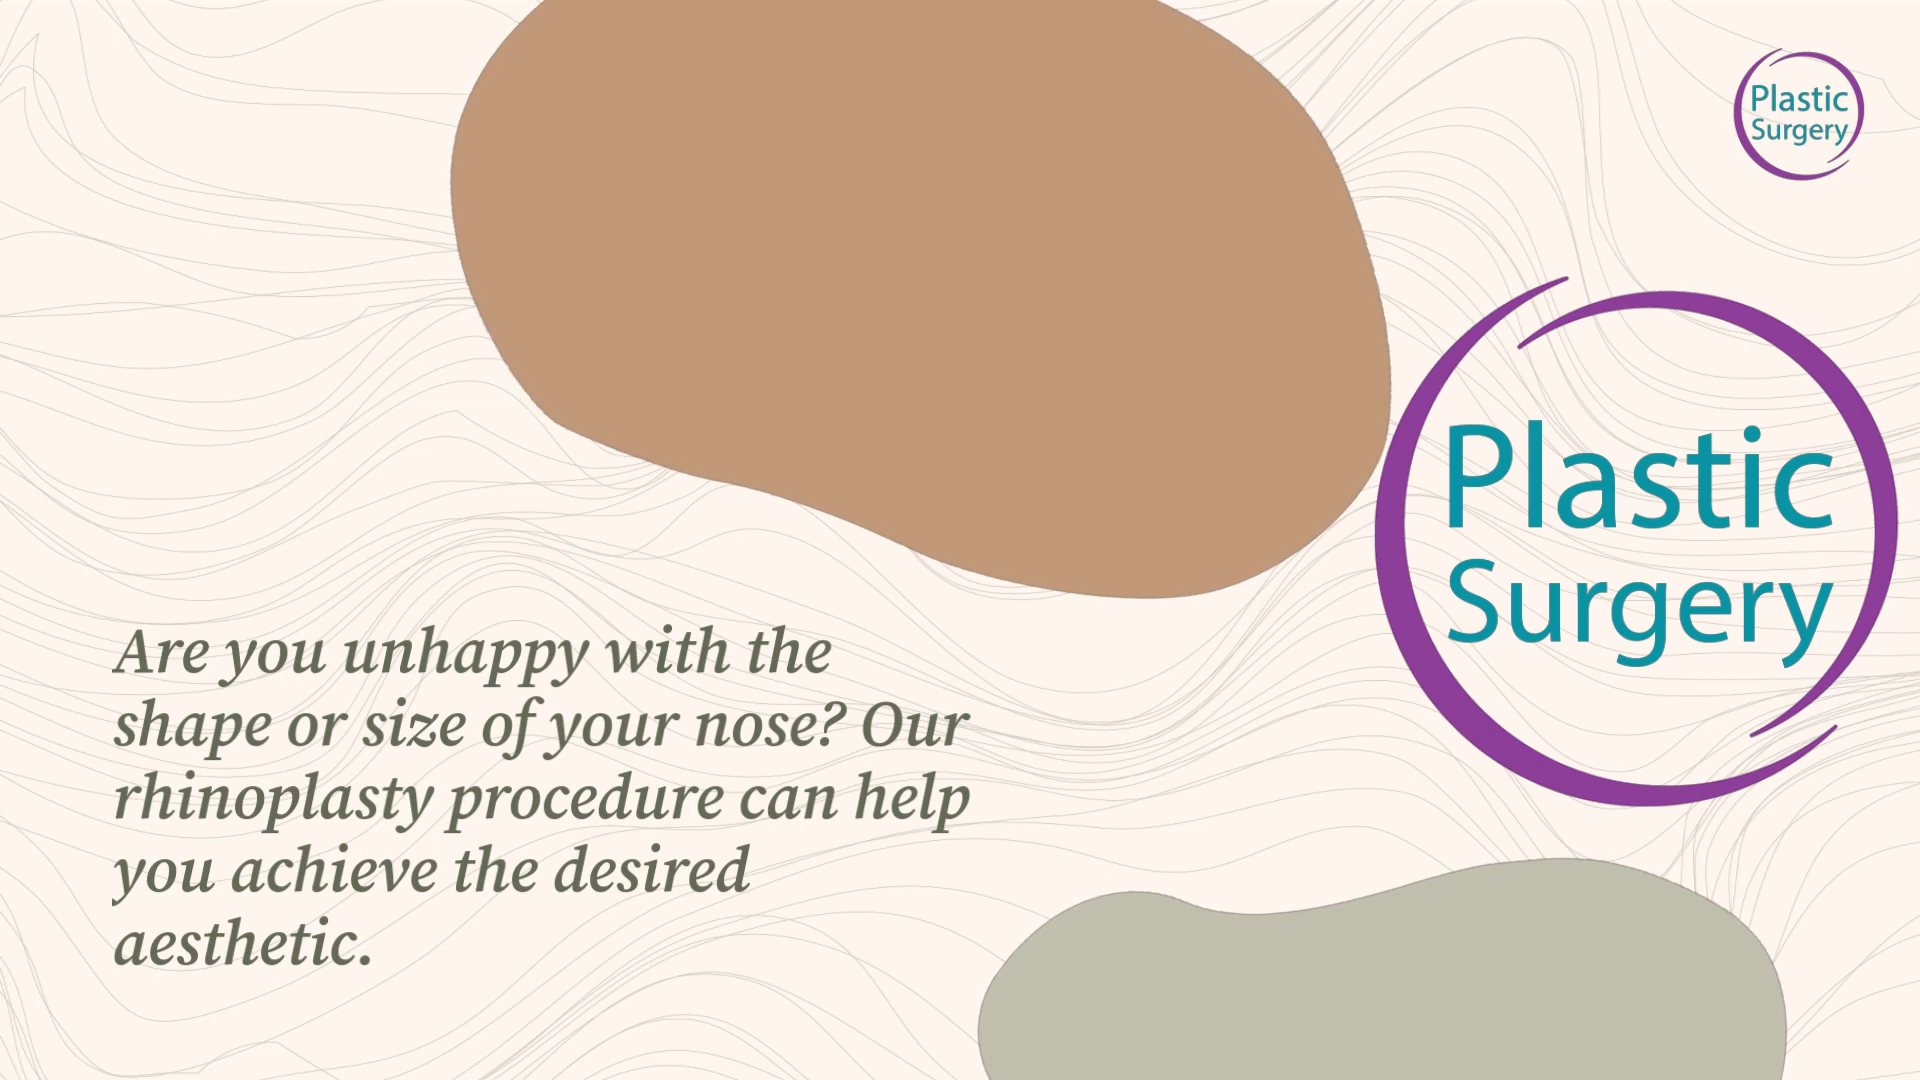 Plastic
Surgery
Plastic
Surgery
Are you unhappy with the
shape or size of your nose? Our
rhinoplasty procedure can help
you achieve the desired
aesthetic.